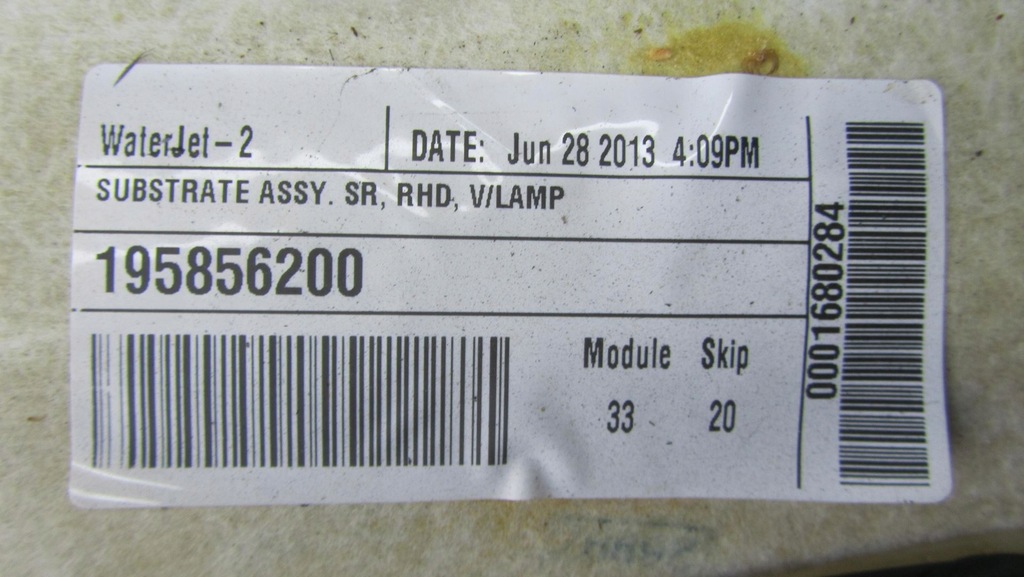 WaterJet-2
DATE: Jun 28 2013 4:09PM
SUBSTRATE ASSY. SR, RHD, V/LAMP
195856200
Module Skip
33 20
0001680284